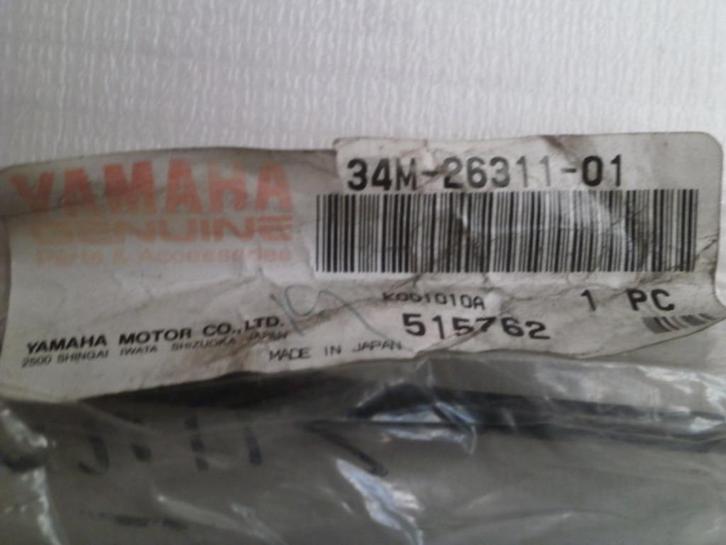 34M-26311-01
YAMAHA
GENUINE
Parts & Accessories
K001010A
1 PC
515762
YAMAHA MOTOR CO.,LTD.
2500 SHINGAI IWATA SHIZUOKA JAPAN
MADE IN JAPAN
19